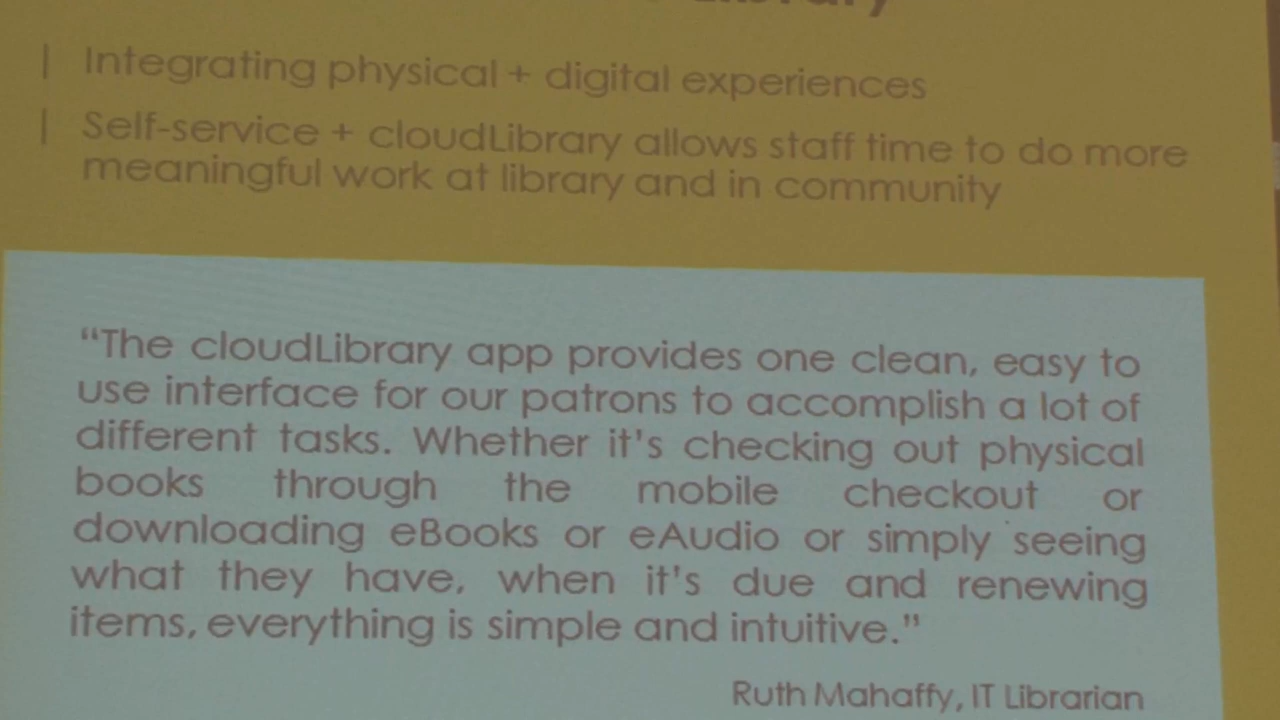 Library
| Integrating physical + digital experiences
| Self-service + cloudLibrary allows staff time to do more
meaningful work at library and in community
“The cloudLibrary app provides one clean, easy to
use interface for our patrons to accomplish a lot of
different tasks. Whether it's checking out physical
books through the mobile checkout or
downloading eBooks or eAudio or simply seeing
what they have, when it's due and renewing
items, everything is simple and intuitive.”
Ruth Mahaffy, IT Librarian